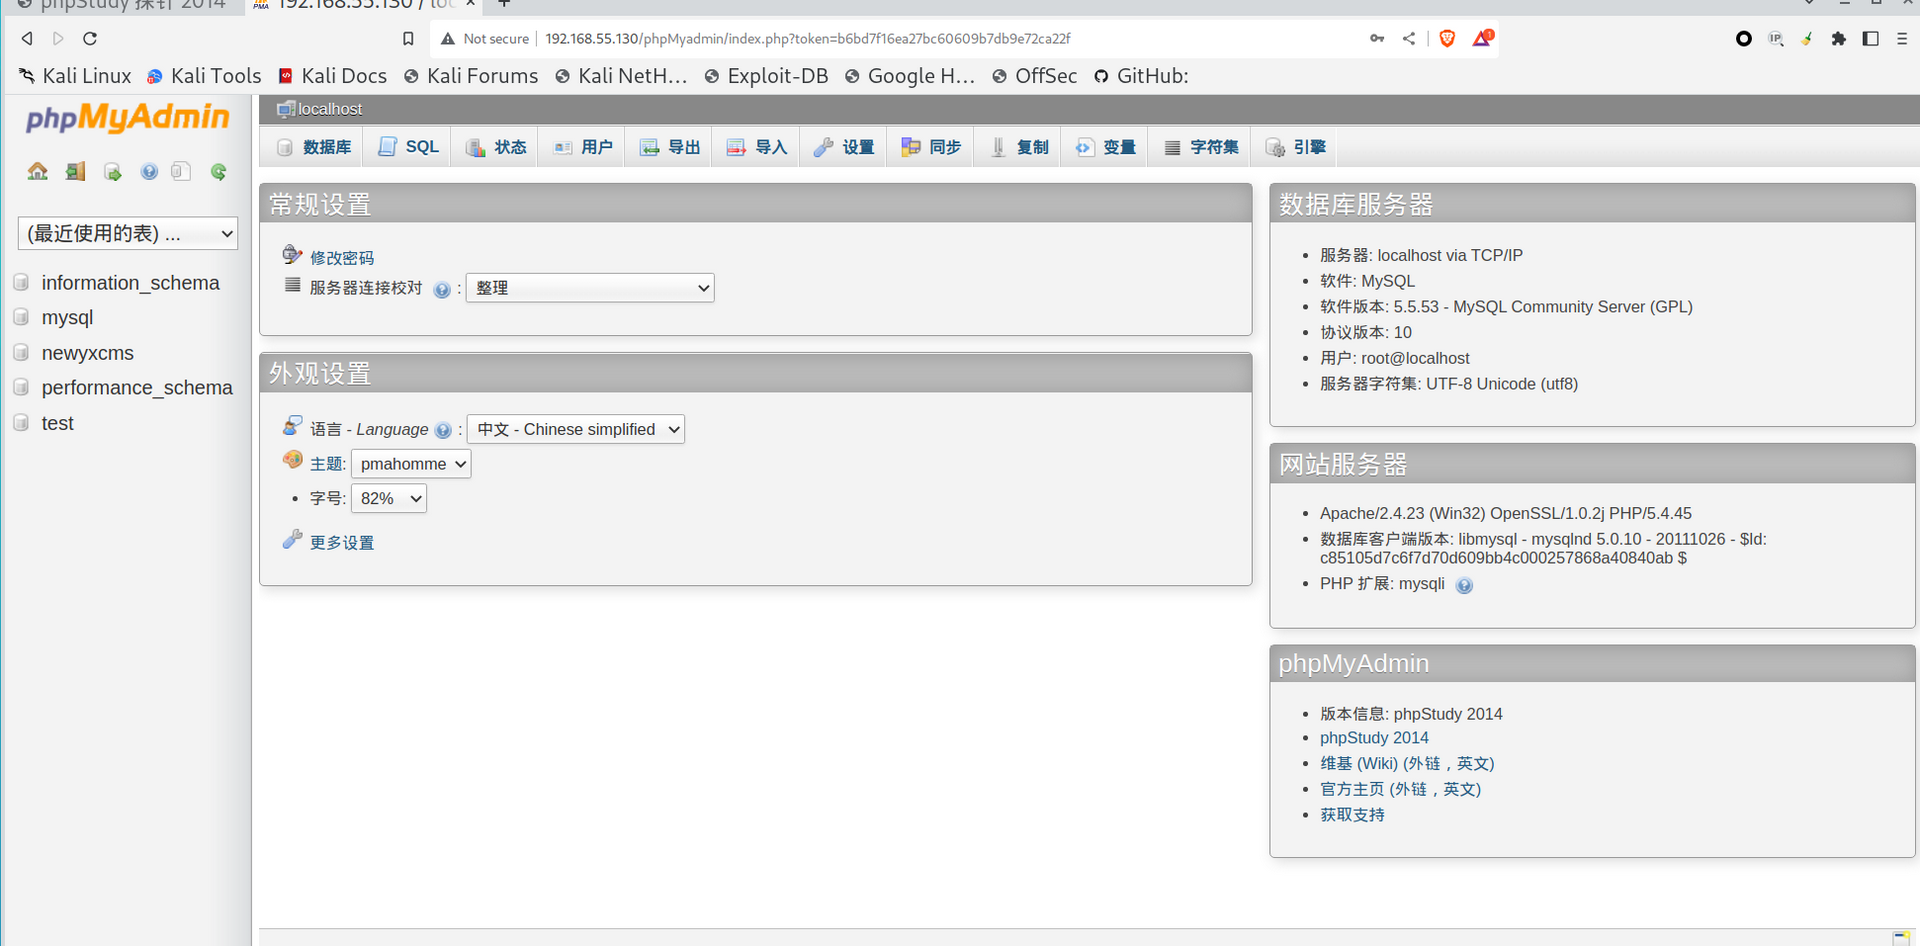 phpStudy 探针 2014
192.168.55.130 / loc
Not secure 192.168.55.130/phpMyadmin/index.php?token=b6bd7f16ea27bc60609b7db9e72ca22f
Kali Linux Kali Tools Kali Docs Kali Forums Kali NetH... Exploit-DB Google H... OffSec GitHub:
phpMyAdmin
(最近使用的表) ...
information_schema
mysql
newyxcms
performance_schema
test
localhost
数据库 SQL 状态 用户 导出 导入 设置 同步 复制 变量 字符集 引擎
常规设置
修改密码
服务器连接校对 : 整理
外观设置
语言 - Language : 中文 - Chinese simplified
主题: pmahomme
字号: 82%
更多设置
数据库服务器
服务器: localhost via TCP/IP
软件: MySQL
软件版本: 5.5.53 - MySQL Community Server (GPL)
协议版本: 10
用户: root@localhost
服务器字符集: UTF-8 Unicode (utf8)
网站服务器
Apache/2.4.23 (Win32) OpenSSL/1.0.2j PHP/5.4.45
数据库客户端版本: libmysql - mysqlnd 5.0.10 - 20111026 - $Id:
c85105d7c6f7d70d609bb4c000257868a40840ab $
PHP 扩展: mysqli
phpMyAdmin
版本信息: phpStudy 2014
phpStudy 2014
维基 (Wiki) (外链，英文)
官方主页 (外链，英文)
获取支持